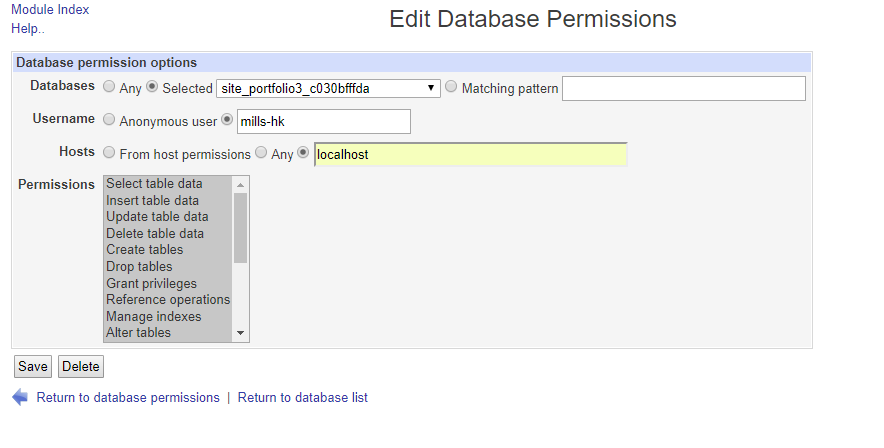 Module Index
Help..
Edit Database Permissions
Database permission options
Databases Any Selected site_portfolio3_c030bfffda Matching pattern
Username Anonymous user mills-hk
Hosts From host permissions Any localhost
Permissions Select table data
Insert table data
Update table data
Delete table data
Create tables
Drop tables
Grant privileges
Reference operations
Manage indexes
Alter tables
Save Delete
Return to database permissions | Return to database list